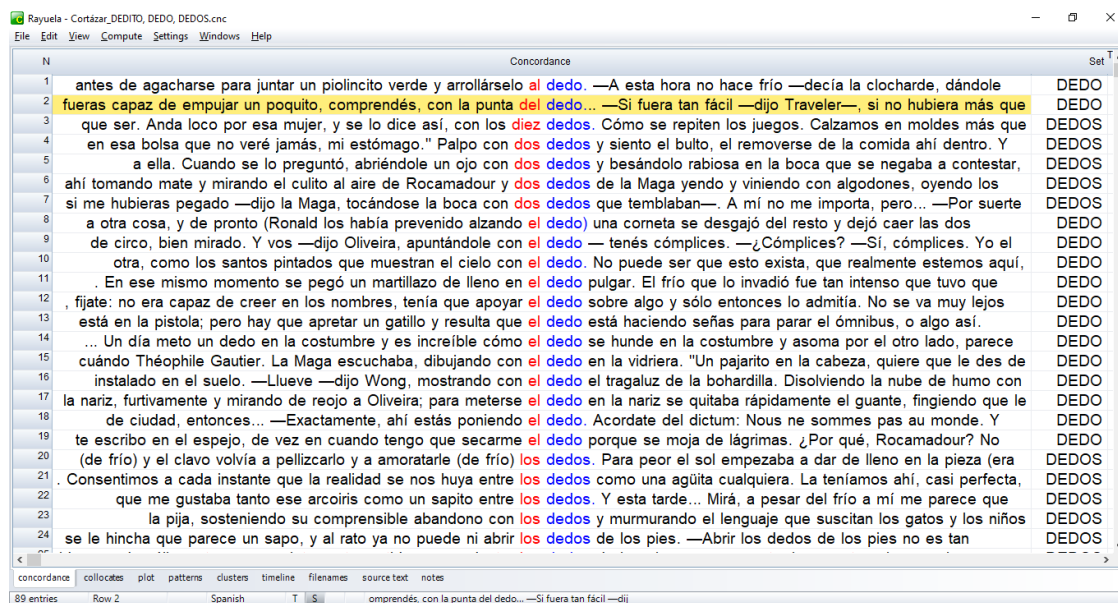 Rayuela - Cortázar_DEDITO, DEDO, DEDOS.cnc
File Edit View Compute Settings Windows Help
N Concordance Set T
1 antes de agacharse para juntar un piolincito verde y arrollárselo al dedo. —A esta hora no hace frío —decía la clocharde, dándole DEDO
2 fueras capaz de empujar un poquito, comprendés, con la punta del dedo... —Si fuera tan fácil —dijo Traveler—, si no hubiera más que DEDO
3 que ser. Anda loco por esa mujer, y se lo dice así, con los diez dedos. Cómo se repiten los juegos. Calzamos en moldes más que DEDOS
4 en esa bolsa que no veré jamás, mi estómago." Palpo con dos dedos y siento el bulto, el removerse de la comida ahí dentro. Y DEDOS
5 a ella. Cuando se lo preguntó, abriéndole un ojo con dos dedos y besándolo rabiosa en la boca que se negaba a contestar, DEDOS
6 ahí tomando mate y mirando el culito al aire de Rocamadour y dos dedos de la Maga yendo y viniendo con algodones, oyendo los DEDOS
7 si me hubieras pegado —dijo la Maga, tocándose la boca con dos dedos que temblaban—. A mí no me importa, pero... —Por suerte DEDOS
8 a otra cosa, y de pronto (Ronald los había prevenido alzando el dedo) una corneta se desgajó del resto y dejó caer las dos DEDO
9 de circo, bien mirado. Y vos —dijo Oliveira, apuntándole con el dedo — tenés cómplices. —¿Cómplices? —Sí, cómplices. Yo el DEDO
10 otra, como los santos pintados que muestran el cielo con el dedo. No puede ser que esto exista, que realmente estemos aquí, DEDO
11 . En ese mismo momento se pegó un martillazo de lleno en el dedo pulgar. El frío que lo invadió fue tan intenso que tuvo que DEDO
12 , fijate: no era capaz de creer en los nombres, tenía que apoyar el dedo sobre algo y sólo entonces lo admitía. No se va muy lejos DEDO
13 está en la pistola; pero hay que apretar un gatillo y resulta que el dedo está haciendo señas para parar el ómnibus, o algo así. DEDO
14 ... Un día meto un dedo en la costumbre y es increíble cómo el dedo se hunde en la costumbre y asoma por el otro lado, parece DEDO
15 cuándo Théophile Gautier. La Maga escuchaba, dibujando con el dedo en la vidriera. "Un pajarito en la cabeza, quiere que le des de DEDO
16 instalado en el suelo. —Llueve —dijo Wong, mostrando con el dedo el tragaluz de la bohardilla. Disolviendo la nube de humo con DEDO
17 la nariz, furtivamente y mirando de reojo a Oliveira; para meterse el dedo en la nariz se quitaba rápidamente el guante, fingiendo que le DEDO
18 de ciudad, entonces... —Exactamente, ahí estás poniendo el dedo. Acordate del dictum: Nous ne sommes pas au monde. Y DEDO
19 te escribo en el espejo, de vez en cuando tengo que secarme el dedo porque se moja de lágrimas. ¿Por qué, Rocamadour? No DEDO
20 (de frío) y el clavo volvía a pellizcarlo y a amoratarle (de frío) los dedos. Para peor el sol empezaba a dar de lleno en la pieza (era DEDOS
21 . Consentimos a cada instante que la realidad se nos huya entre los dedos como una agüita cualquiera. La teníamos ahí, casi perfecta, DEDOS
22 que me gustaba tanto ese arcoiris como un sapito entre los dedos. Y esta tarde... Mirá, a pesar del frío a mí me parece que DEDOS
23 la pija, sosteniendo su comprensible abandono con los dedos y murmurando el lenguaje que suscitan los gatos y los niños DEDOS
24 se le hincha que parece un sapo, y al rato ya no puede ni abrir los dedos de los pies. —Abrir los dedos de los pies no es tan DEDOS
concordance collocates plot patterns clusters timeline filenames source text notes
89 entries Row 2 Spanish T S omprendés, con la punta del dedo... —Si fuera tan fácil —dij